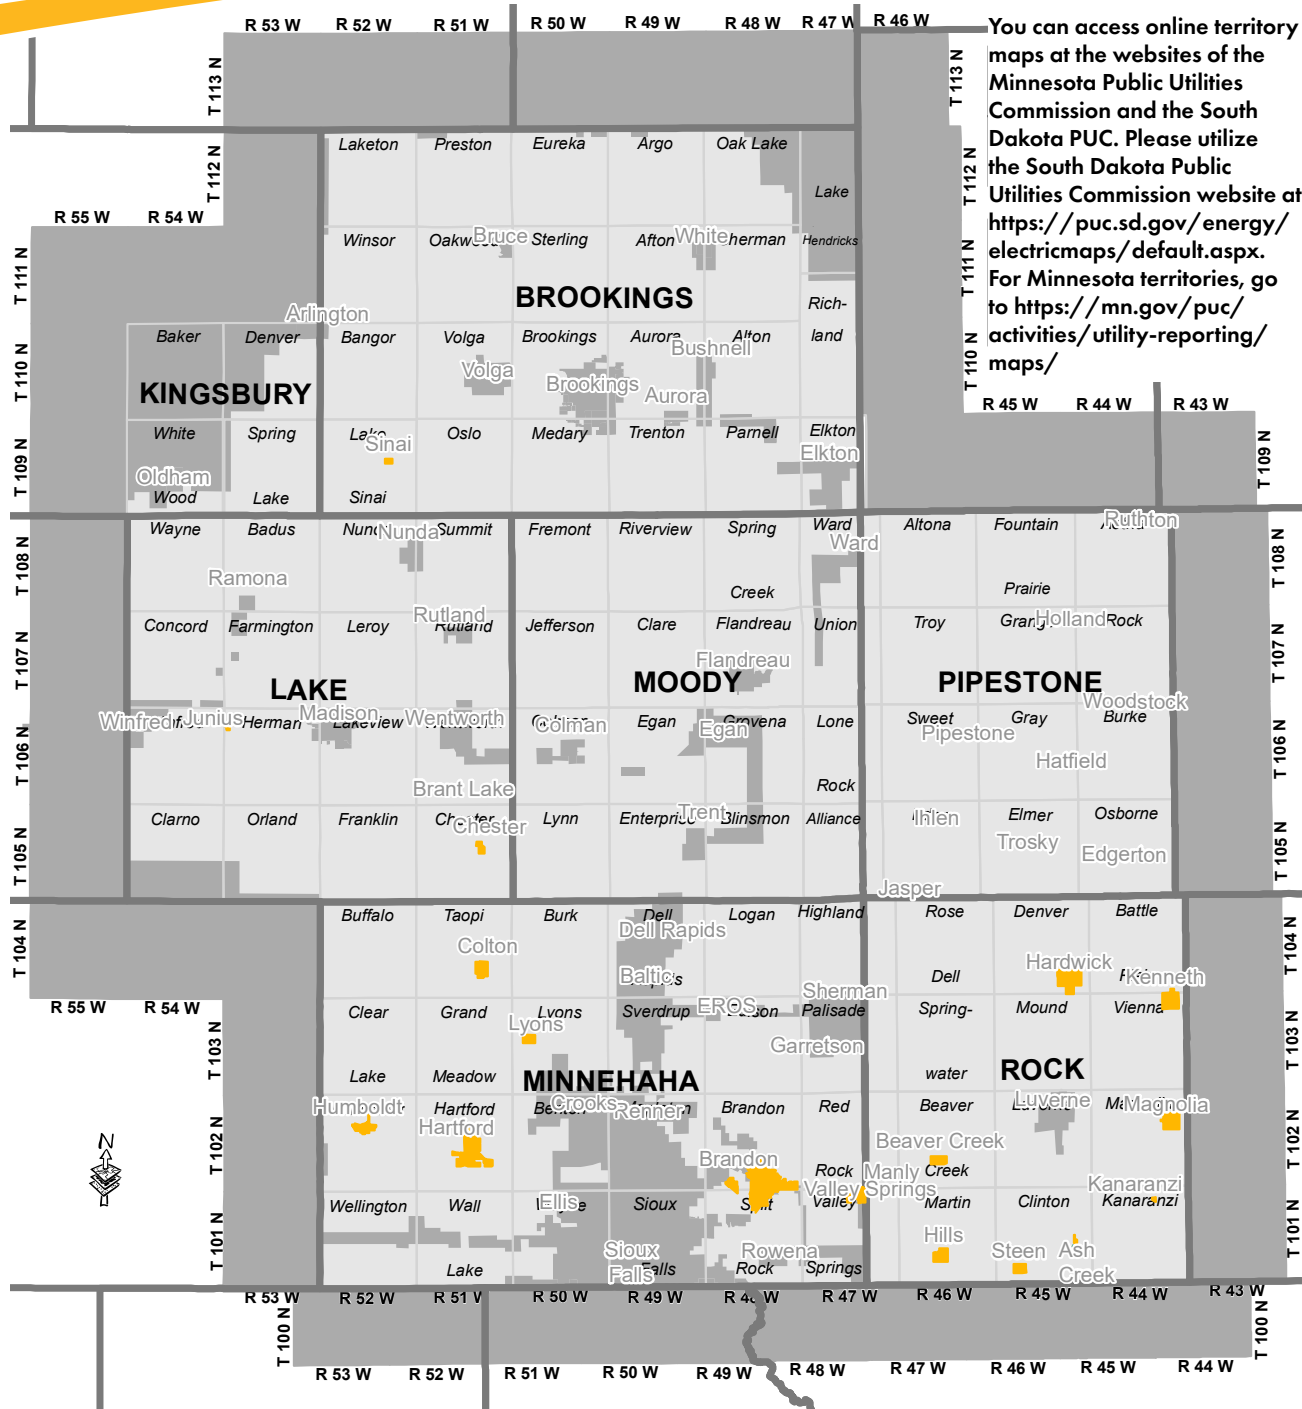 R 53 W R 52 W R 51 W R 50 W R 49 W R 48 W R 47 W R 46 W
You can access online territory
maps at the websites of the
Minnesota Public Utilities
Commission and the South
Dakota PUC. Please utilize
the South Dakota Public
Utilities Commission website at
https://puc.sd.gov/energy/
electricmaps/default.aspx.
For Minnesota territories, go
to https://mn.gov/puc/
activities/utility-reporting/
maps/
T 113 N T 113 N
Laketon Preston Eureka Argo Oak Lake
T 112 N T 112 N
Lake
R 55 W R 54 W
Winsor Bruce Sterling Afton White Hendricks
T 111 N T 111 N
BROOKINGS
Rich-
Arlington
Baker Denver Bangor Volga Brookings Aurora Alton land
Bushnell
T 110 N T 110 N
Volga Brookings
KINGSBURY Aurora
R 45 W R 44 W R 43 W
White Spring Lake Oslo Medary Trenton Parnell Elkton
Sinai Elkton
T 109 N T 109 N
Oldham
Wood Lake Sinai
Wayne Badus Nunda Summit Fremont Riverview Spring Ward Altona Fountain Ruthton
Ward
T 108 N T 108 N
Ramona
Creek Prairie
Rutland
Concord Farmington Leroy Rutland Jefferson Clare Flandreau Union Troy Holland Rock
T 107 N T 107 N
Flandreau
LAKE MOODY PIPESTONE
Woodstock
Winfred Junius Herman Madison Lakeview Wentworth Colman Egan Egan Grovena Lone Sweet Gray Burke
Pipestone
T 106 N T 106 N
Hatfield
Brant Lake Rock
Clarno Orland Franklin Chester Lynn Enterprise Trent Blinsmon Alliance Ihlen Elmer Osborne
Chester
Trosky Edgerton
T 105 N T 105 N
Jasper
Buffalo Taopi Burk Dell Logan Highland Rose Denver Battle
Dell Rapids
Colton
T 104 N T 104 N
Baltic Dell Hardwick Kenneth
Sherman
R 55 W R 54 W
Clear Grand Lyons Sverdrup EROS Palisade Spring- Mound Vienna
Lyons
T 103 N T 103 N
Garretson
Lake Meadow MINNEHAHA water ROCK
Humboldt Hartford Crooks Renner Brandon Red Beaver Luverne Magnolia
Hartford
N
T 102 N T 102 N
Beaver Creek
Brandon Rock Manly Creek
Valley Springs Kanaranzi
Wellington Wall Ellis Sioux Split Valley Martin Clinton Kanaranzi
T 101 N T 101 N
Hills Steen Ash
Sioux Rowena
Lake Falls Falls Rock Springs Creek
R 53 W R 52 W R 51 W R 50 W R 49 W R 48 W R 47 W R 46 W R 45 W R 44 W R 43 W
T 100 N T 100 N
R 53 W R 52 W R 51 W R 50 W R 49 W R 48 W R 47 W R 46 W R 45 W R 44 W